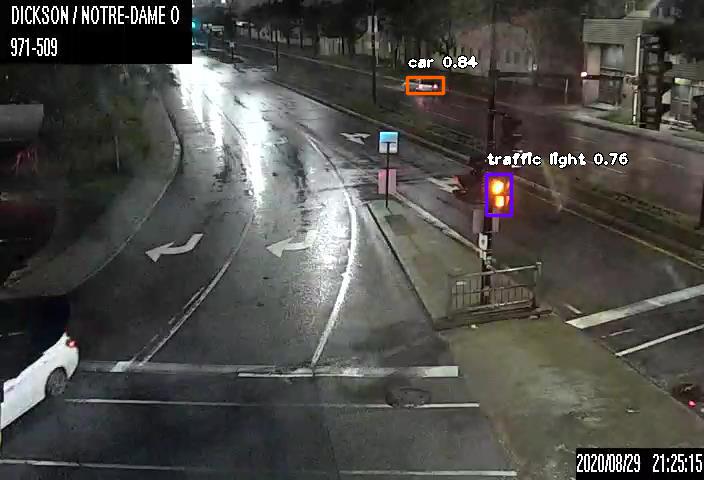 DICKSON / NOTRE-DAME O
971-509
car 0.84
traffic light 0.76
2020/08/29 21:25:15